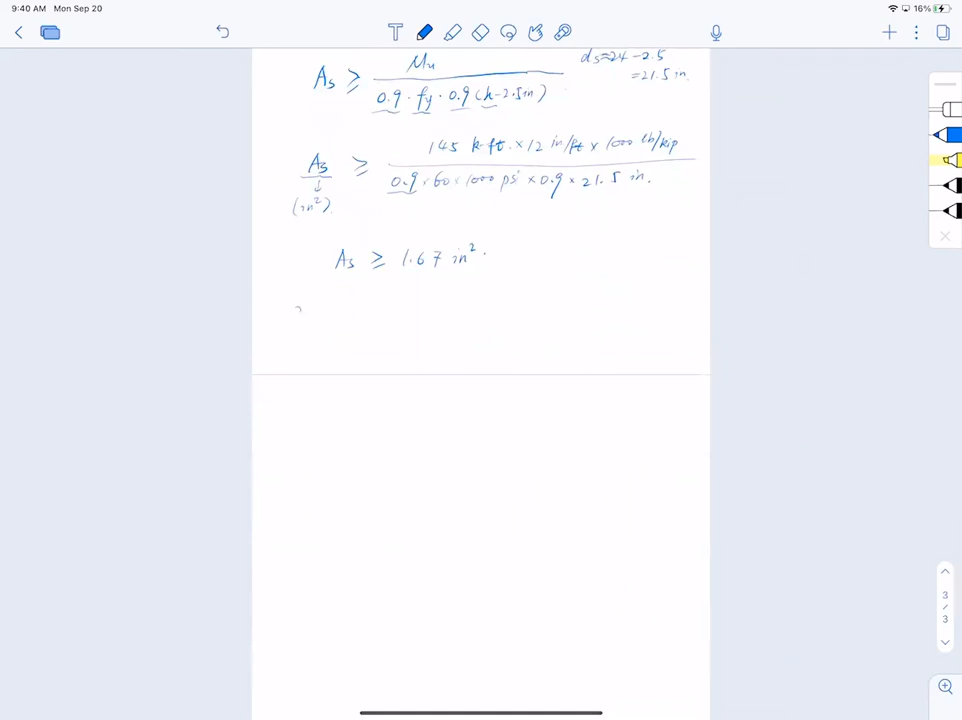 9:40 AM Mon Sep 20
16%
T
Mu
As ≥
0.9 · fy · 0.9 (h-2.5in)
ds≈24-2.5
=21.5 in.
145 k-ft. ×12 in/ft × 1000 lb/kip
As ≥
0.9 × 60 × 1000 psi × 0.9 × 21.5 in.
↓
(in²)
As ≥ 1.67 in².
3
/
3